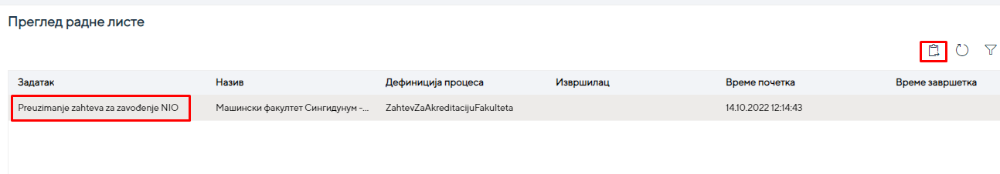 Преглед радне листе
Задатак Назив Дефиниција процеса Извршилац Време почетка Време завршетка
Preuzimanje zahteva za zavođenje NIO Машински факултет Сингидунум -... ZahtevZaAkreditacijuFakulteta 14.10.2022 12:14:43